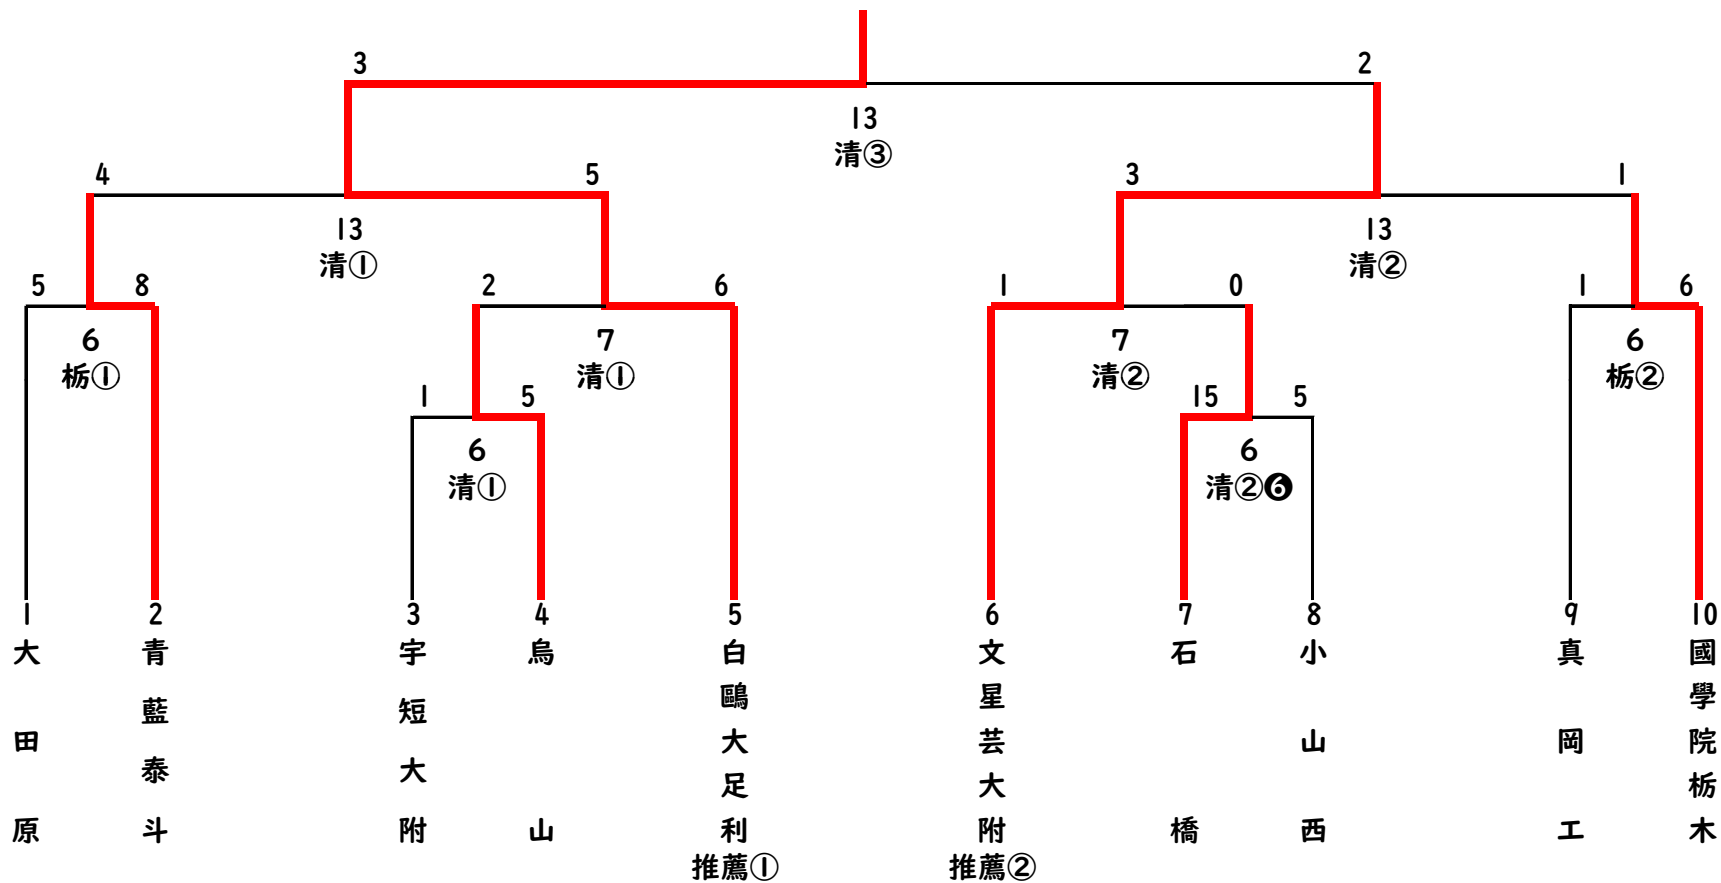 3 2
13
清③
4 5 3 1
13 13
清① 清②
5 8 2 6 1 0 1 6
6 7 7 6
栃① 清① 清② 栃②
1 5 15 5
6 6
清① 清②❻
1 2 3 4 5 6 7 8 9 10
大田原
青藍泰斗
宇短大附
烏山
白鷗大足利
推薦①
文星芸大附
推薦②
石橋
小山西
真岡工
國學院栃木